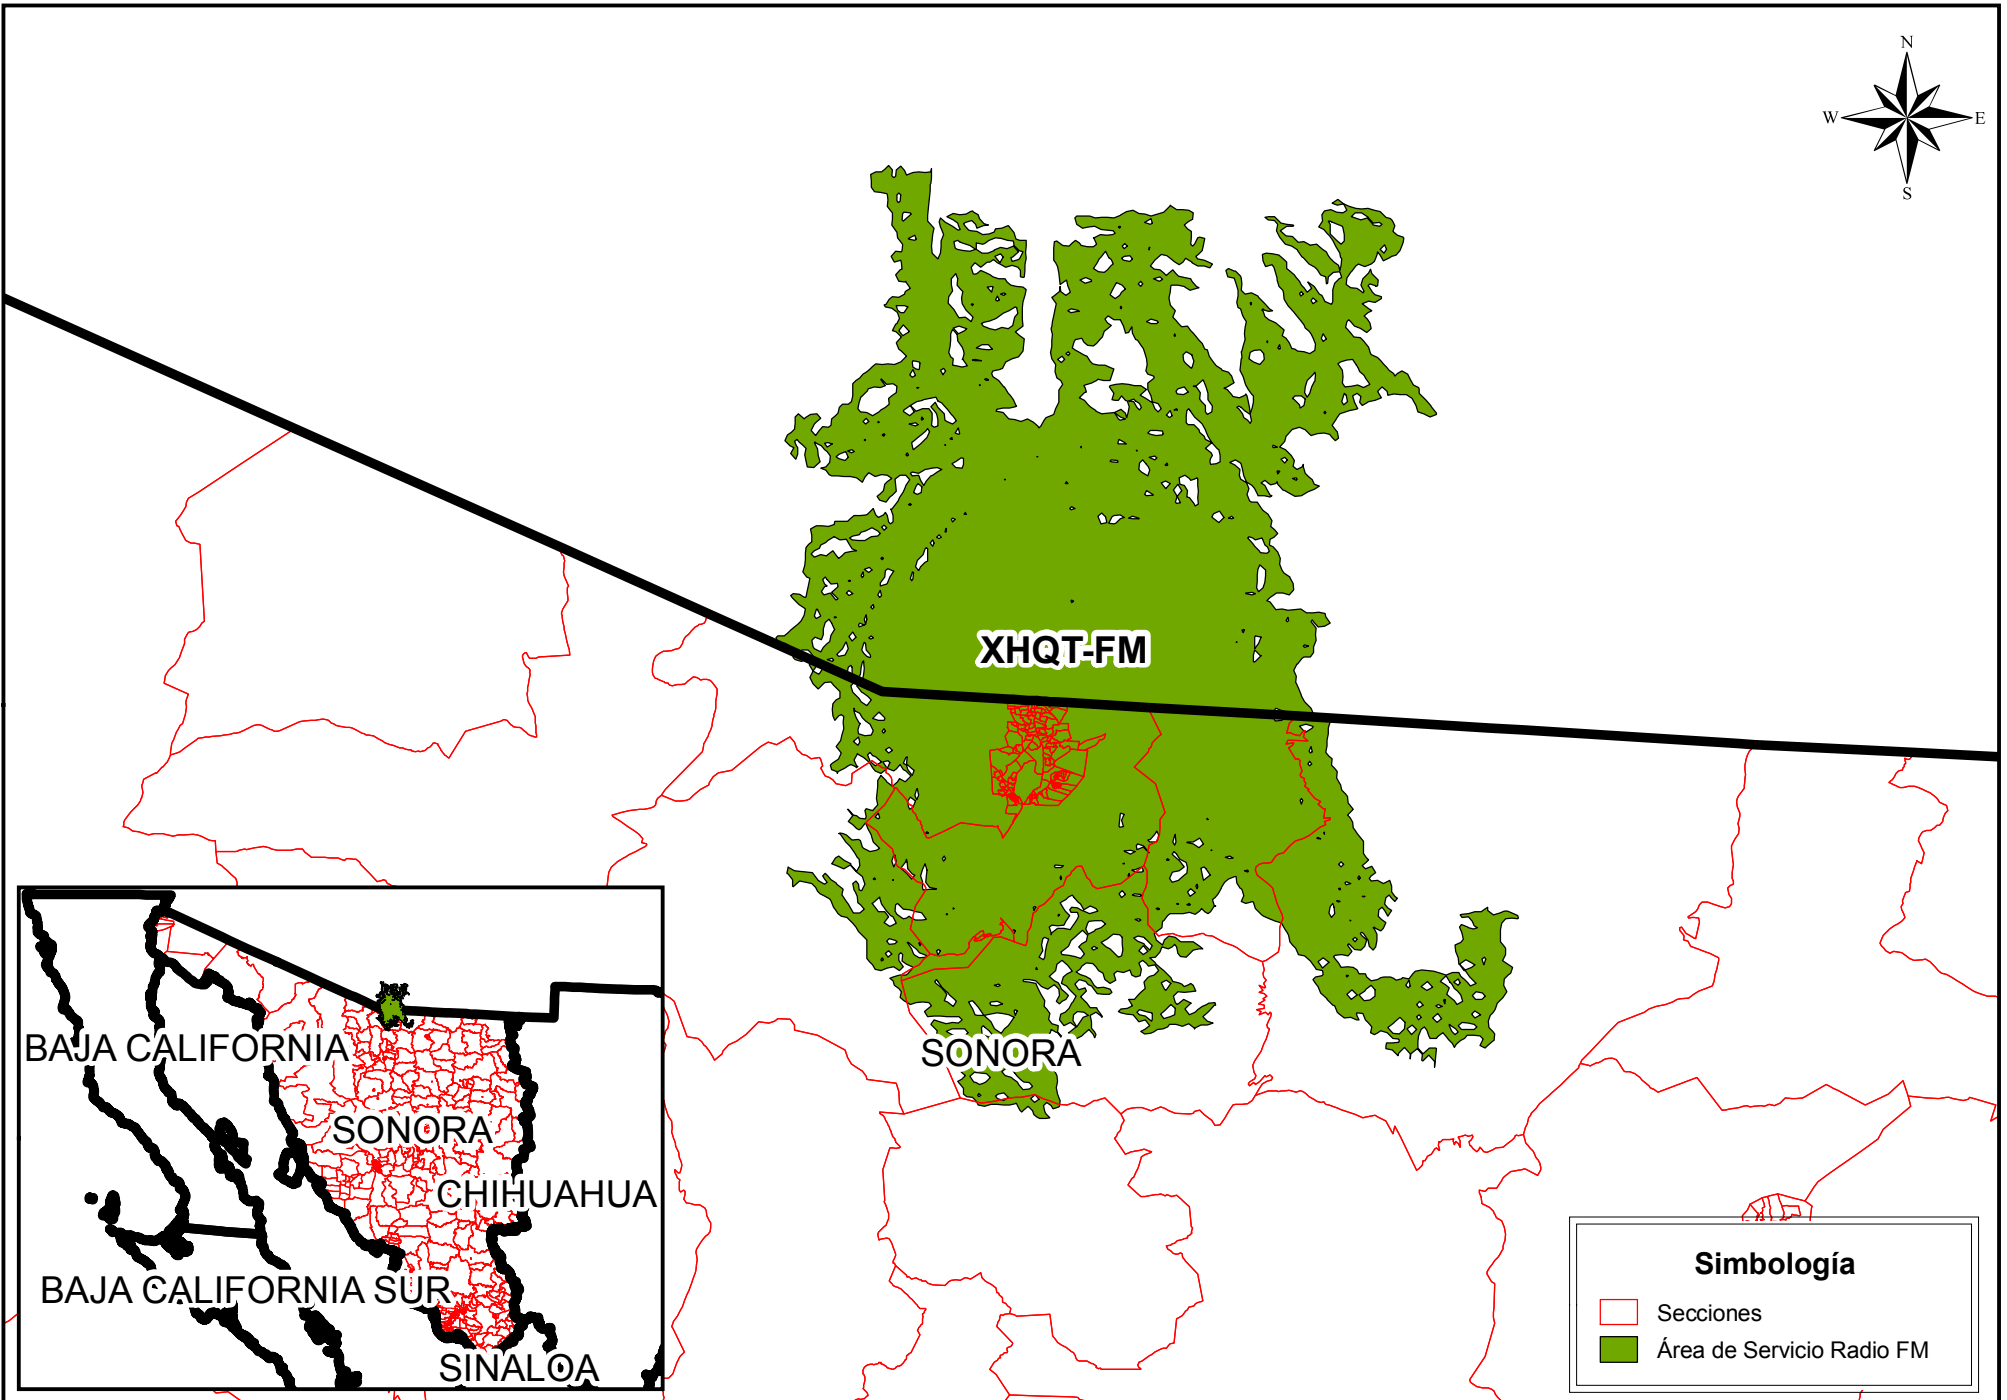 N
W E
S
XHQT-FM
SONORA
BAJA CALIFORNIA
SONORA
CHIHUAHUA
BAJA CALIFORNIA SUR
SINALOA
Simbología
Secciones
Área de Servicio Radio FM